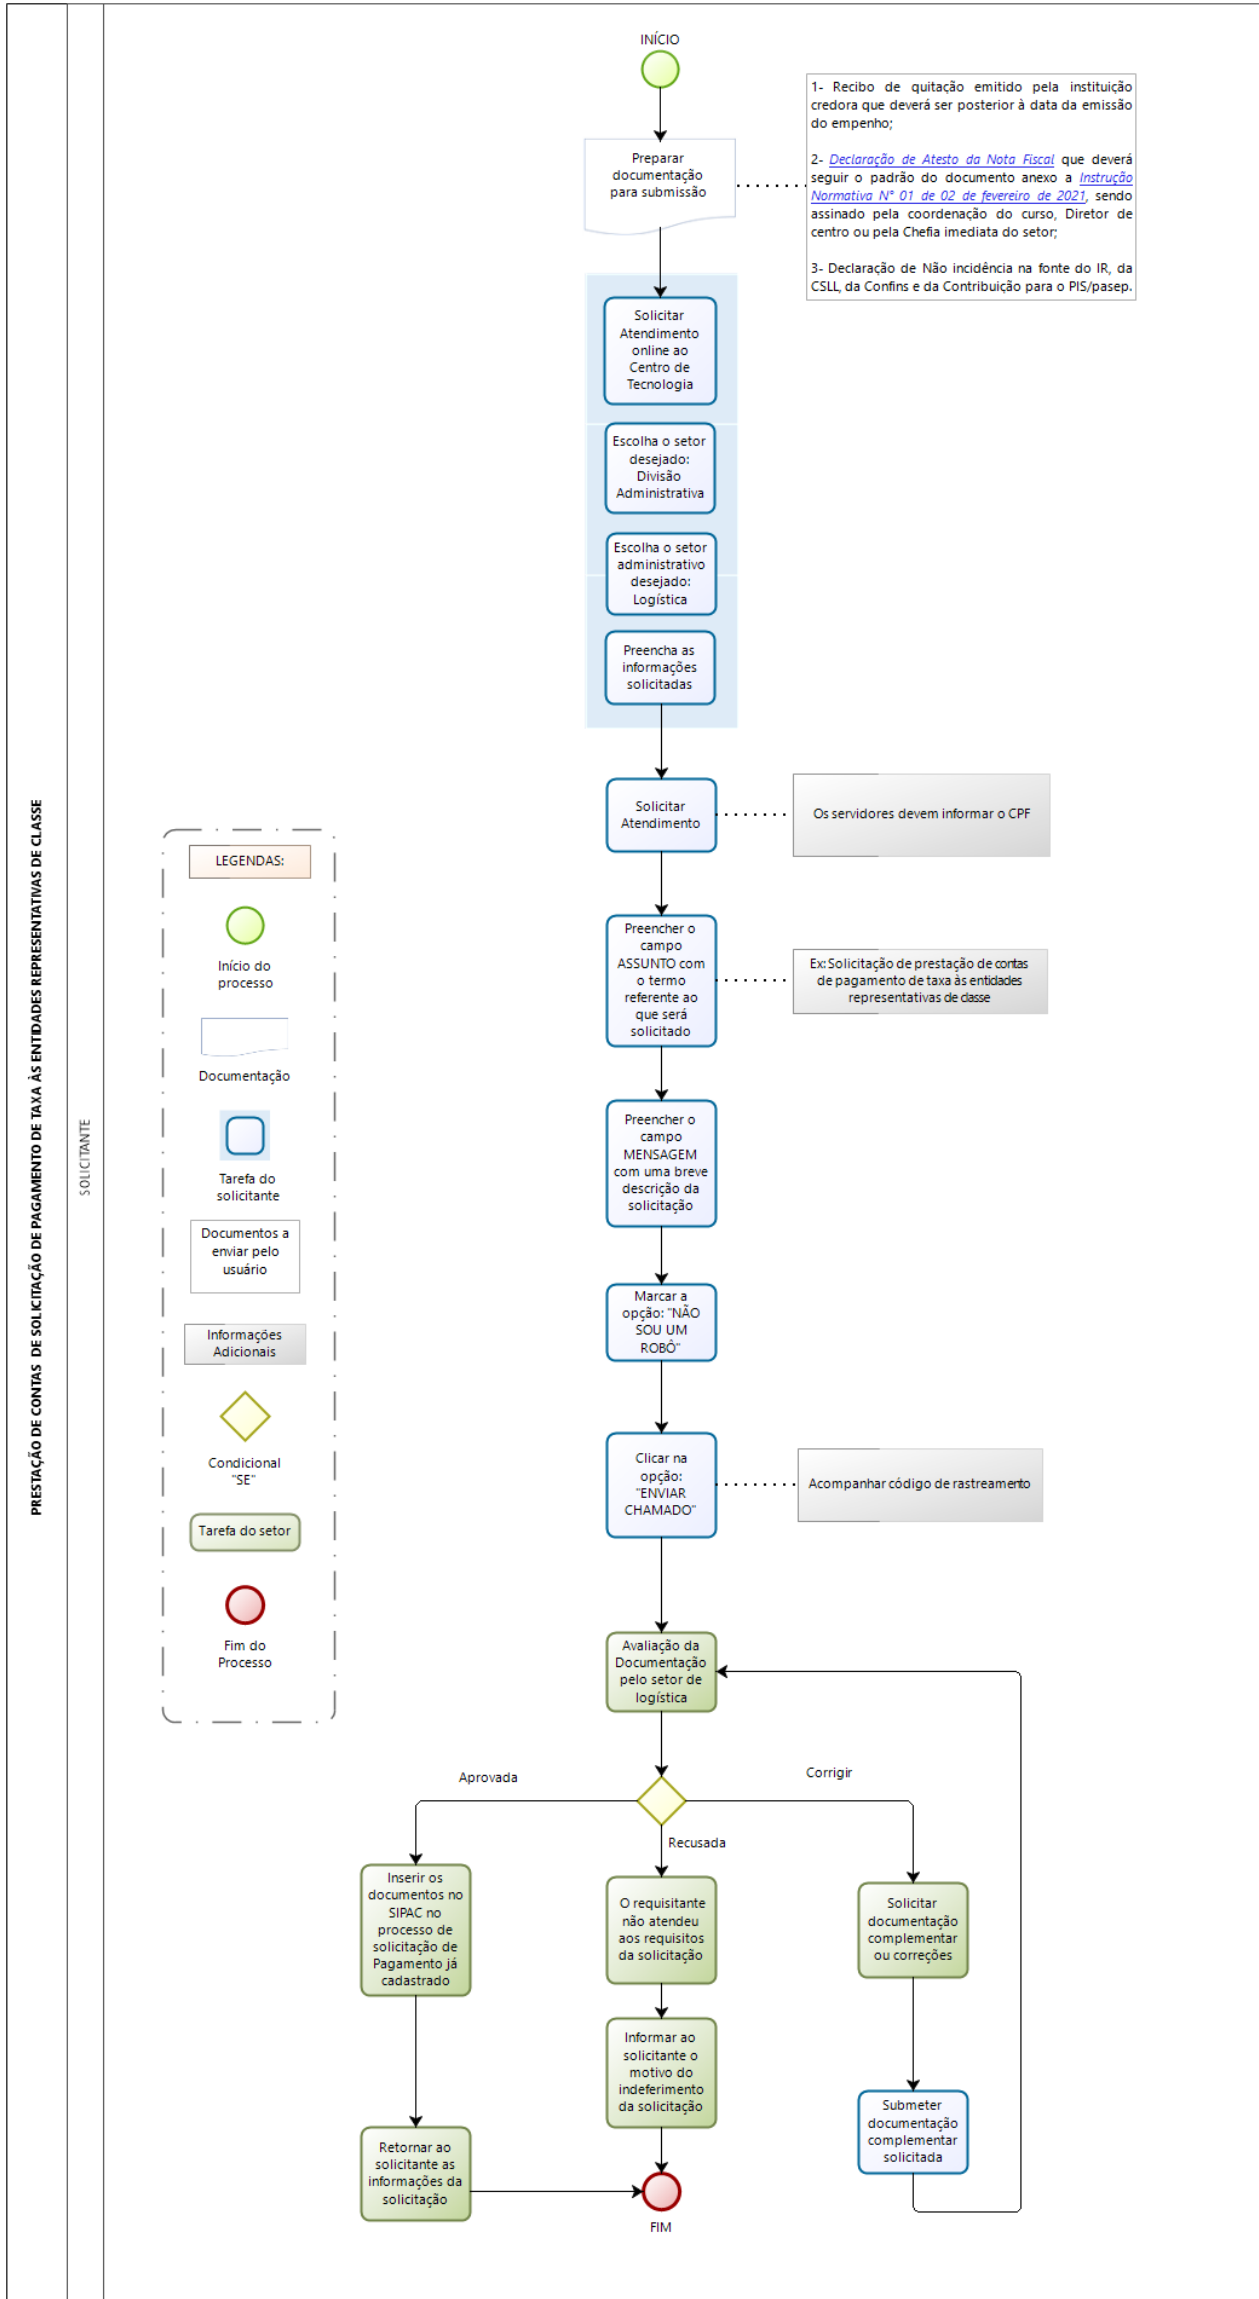 PRESTAÇÃO DE CONTAS DE SOLICITAÇÃO DE PAGAMENTO DE TAXA ÀS ENTIDADES REPRESENTATIVAS DE CLASSE
SOLICITANTE
INÍCIO
Preparar
documentação
para submissão
1- Recibo de quitação emitido pela instituição
credora que deverá ser posterior à data da emissão
do empenho;
2- Declaração de Atesto da Nota Fiscal que deverá
seguir o padrão do documento anexo a Instrução
Normativa N° 01 de 02 de fevereiro de 2021, sendo
assinado pela coordenação do curso, Diretor de
centro ou pela Chefia imediata do setor;
3- Declaração de Não incidência na fonte do IR, da
CSLL, da Confins e da Contribuição para o PIS/pasep.
Solicitar
Atendimento
online ao
Centro de
Tecnologia
Escolha o setor
desejado:
Divisão
Administrativa
Escolha o setor
administrativo
desejado:
Logística
Preencha as
informações
solicitadas
Solicitar
Atendimento
Os servidores devem informar o CPF
Preencher o
campo
ASSUNTO com
o termo
referente ao
que será
solicitado
Ex: Solicitação de prestação de contas
de pagamento de taxa às entidades
representativas de classe
Preencher o
campo
MENSAGEM
com uma breve
descrição da
solicitação
Marcar a
opção: "NÃO
SOU UM
ROBÔ"
Clicar na
opção:
"ENVIAR
CHAMADO"
Acompanhar código de rastreamento
LEGENDAS:
Início do
processo
Documentação
Tarefa do
solicitante
Documentos a
enviar pelo
usuário
Informações
Adicionais
Condicional
"SE"
Tarefa do setor
Fim do
Processo
Avaliação da
Documentação
pelo setor de
logística
Aprovada
Recusada
Corrigir
Inserir os
documentos no
SIPAC no
processo de
solicitação de
Pagamento já
cadastrado
Retornar ao
solicitante as
informações da
solicitação
O requisitante
não atendeu
aos requisitos
da solicitação
Informar ao
solicitante o
motivo do
indeferimento
da solicitação
Solicitar
documentação
complementar
ou correções
Submeter
documentação
complementar
solicitada
FIM